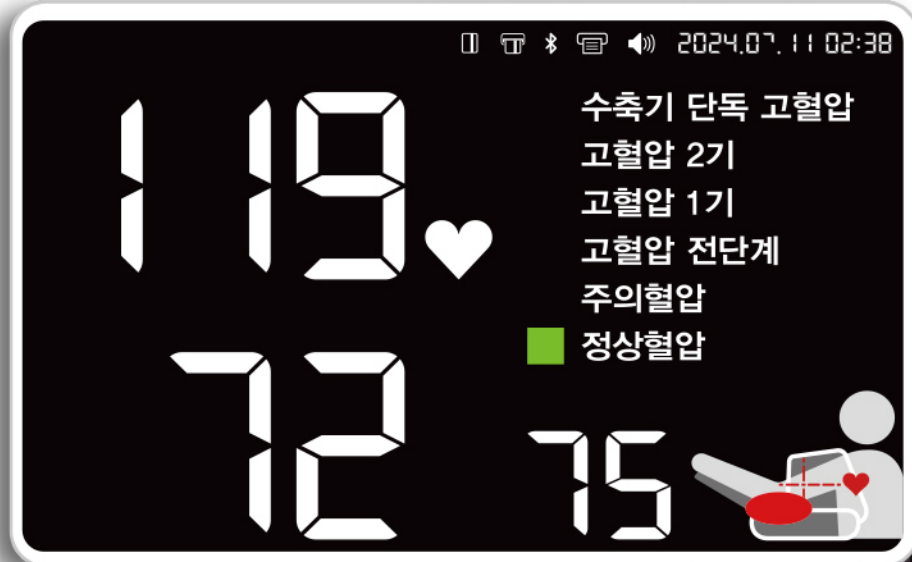 2024.07.11 02:38
119
수축기 단독 고혈압
고혈압 2기
고혈압 1기
고혈압 전단계
주의혈압
정상혈압
72
75